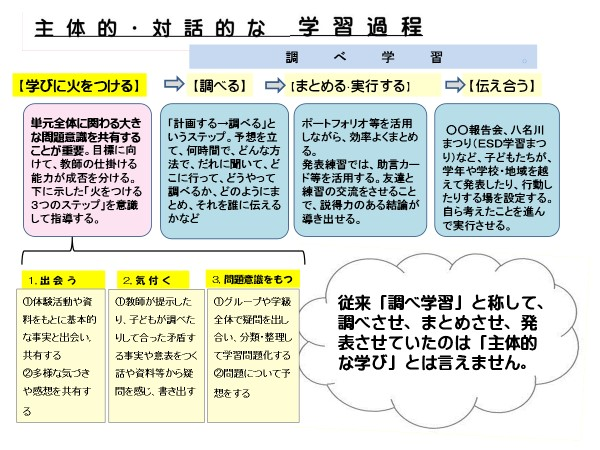 主体的・対話的な　学習過程
調べ学習
【学びに火をつける】
【調べる】
【まとめる・実行する】
【伝え合う】
単元全体に関わる大き
な問題意識を共有する
ことが重要。目標に向
けて、教師の仕掛ける
能力が成否を分ける。
下に示した「火をつける
３つのステップ」を意識
して指導する。
「計画する→調べる」と
いうステップ。予想を立
て、何時間で、どんな方
法で、だれに聞いて、ど
こに行って、どうやって
調べるか、どのようにま
とめ、それを誰に伝える
かなど
ポートフォリオ等を活用
しながら、効率よくまとめ
る。
発表練習では、助言カー
ド等を活用する。友達と
練習の交流をさせること
で、説得力のある結論が
導き出せる。
〇〇報告会、八名川
まつり（ESD学習まつ
り）など、子どもたちが、
学年や学校・地域を越
えて発表したり、行動し
たりする場を設定する。
自ら考えたことを進ん
で実行させる。
1.出会う
①体験活動や資
料をもとに基本的
な事実と出会い、
共有する
②多様な気づき
や感想を共有す
る
2.気付く
①教師が提示した
り、子どもが調べた
りして合った矛盾す
る事実や意表をつく
話や資料等から疑
問を感じ、書き出す
3.問題意識をもつ
①グループや学級
全体で疑問を出し
合い、分類・整理し
て学習問題化する
②問題について予
想をする
従来「調べ学習」と称して、
調べさせ、まとめさせ、発
表させていたのは「主体的
な学び」とは言えません。